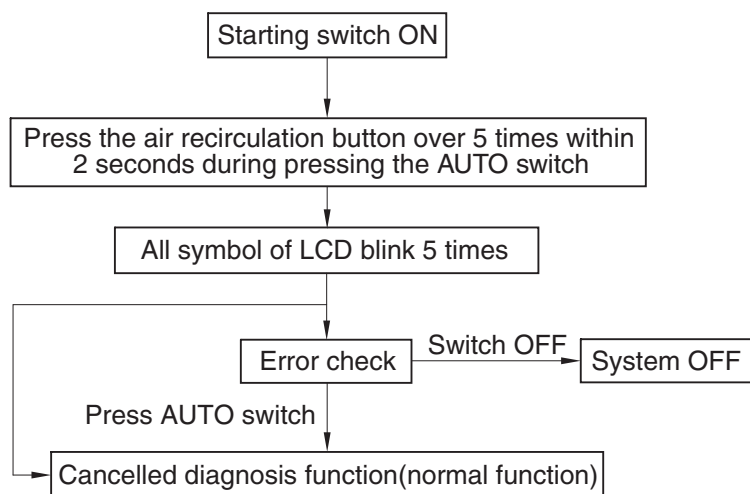 Starting switch ON
Press the air recirculation button over 5 times within
2 seconds during pressing the AUTO switch
All symbol of LCD blink 5 times
Error check
Switch OFF
System OFF
Press AUTO switch
Cancelled diagnosis function(normal function)